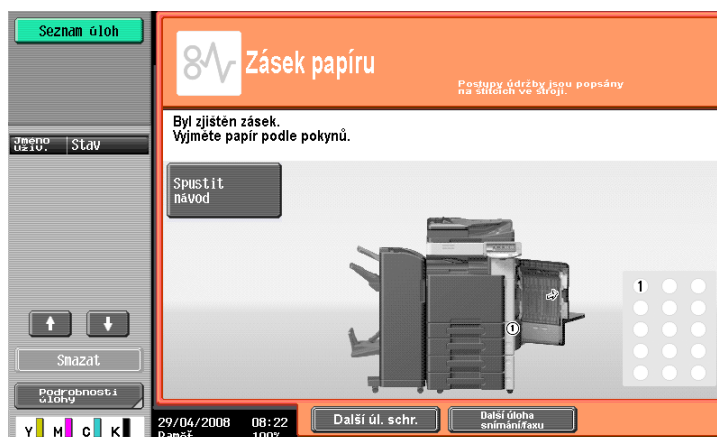 Seznam úloh
Zásek papíru
Postupy údržby jsou popsány
na štítcích ve stroji.
Byl zjištěn zásek.
Vyjměte papír podle pokynů.
Jméno
uživ.
Stav
Spustit
návod
1
1
Smazat
Podrobnosti
úlohy
Y M C K
29/04/2008 08:22
Paměť 100%
Další úl. schr.
Další úloha
snímání/faxu